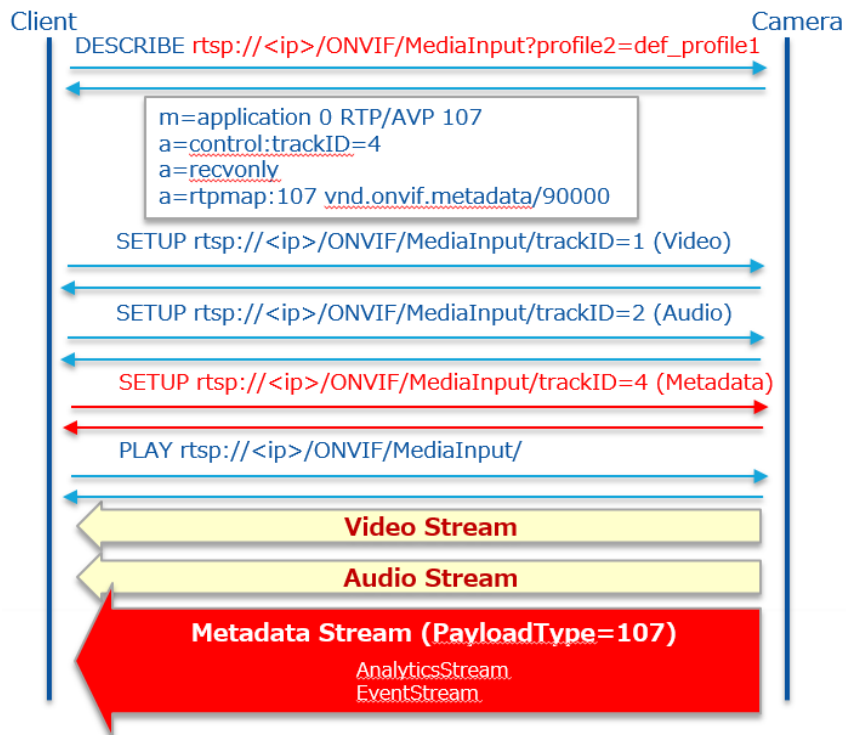 Client
Camera
DESCRIBE rtsp://<ip>/ONVIF/MediaInput?profile2=def_profile1
m=application 0 RTP/AVP 107
a=control:trackID=4
a=recvonly
a=rtpmap:107 vnd.onvif.metadata/90000
SETUP rtsp://<ip>/ONVIF/MediaInput/trackID=1 (Video)
SETUP rtsp://<ip>/ONVIF/MediaInput/trackID=2 (Audio)
SETUP rtsp://<ip>/ONVIF/MediaInput/trackID=4 (Metadata)
PLAY rtsp://<ip>/ONVIF/MediaInput/
Video Stream
Audio Stream
Metadata Stream (PayloadType=107)
AnalyticsStream
EventStream